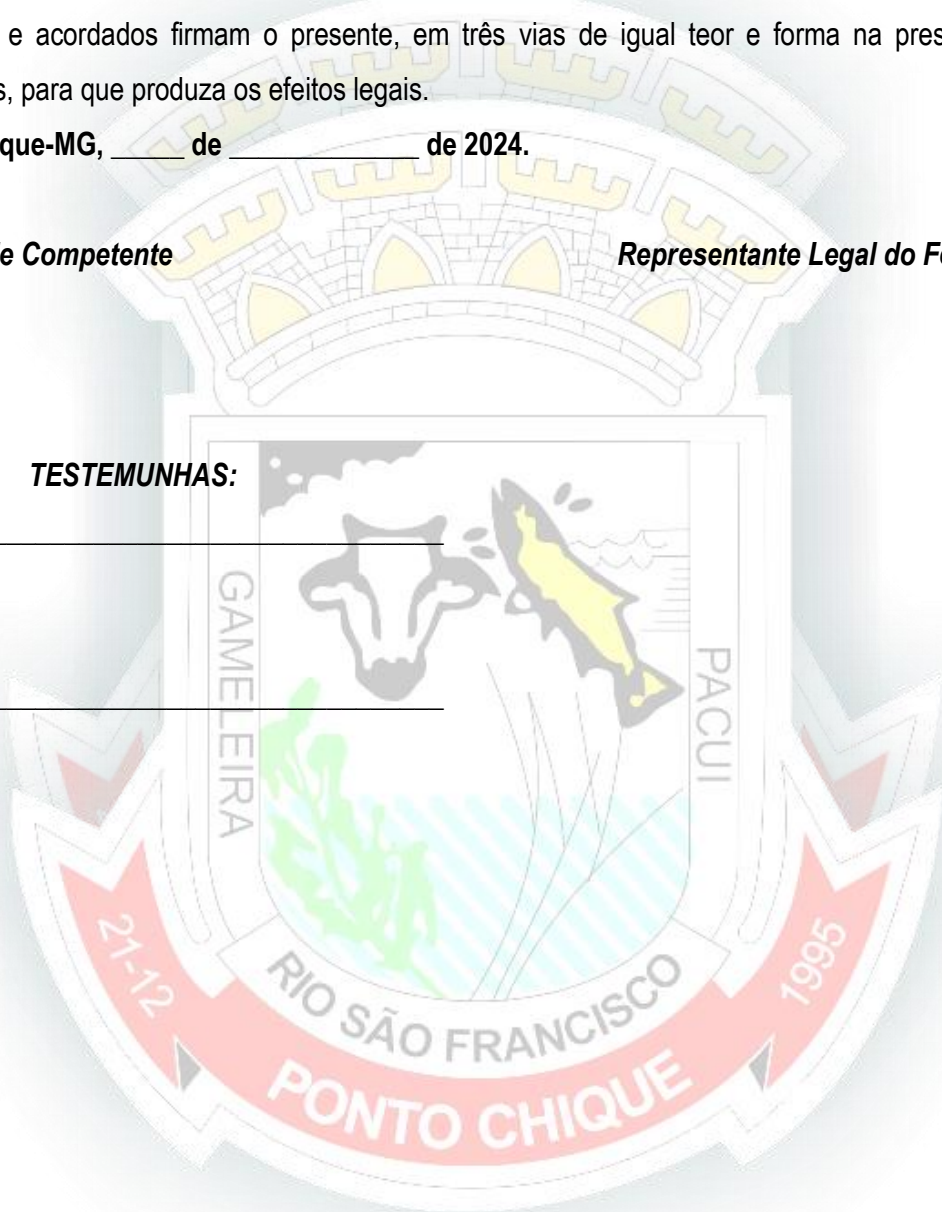 e acordados firmam o presente, em três vias de igual teor e forma na pres
s, para que produza os efeitos legais.
que-MG, _____ de _____________ de 2024.
e Competente Representante Legal do F
TESTEMUNHAS:
GAMELEIRA
PACUI
21-12
RIO SÃO FRANCISCO
1995
PONTO CHIQUE